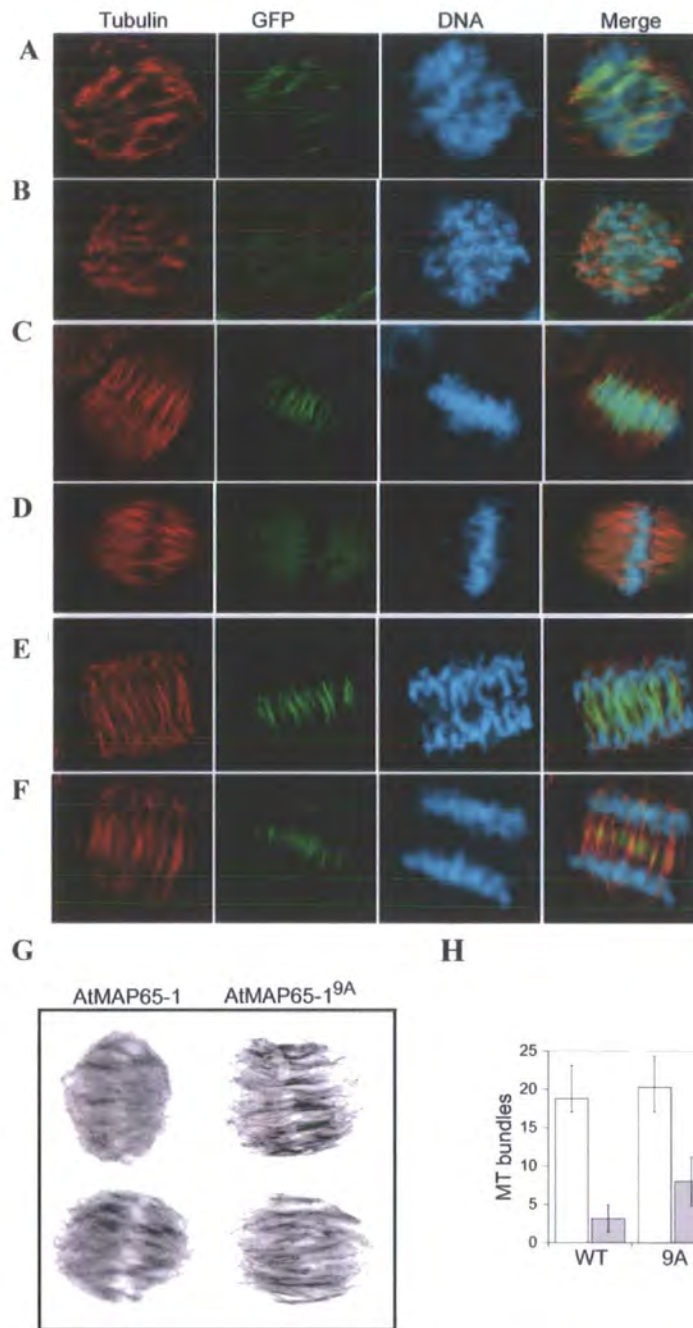 Tubulin GFP DNA Merge
A
B
C
D
E
F
G H
AtMAP65-1 AtMAP65-1^9A
25
20
15
10
5
0
MT bundles
WT 9A